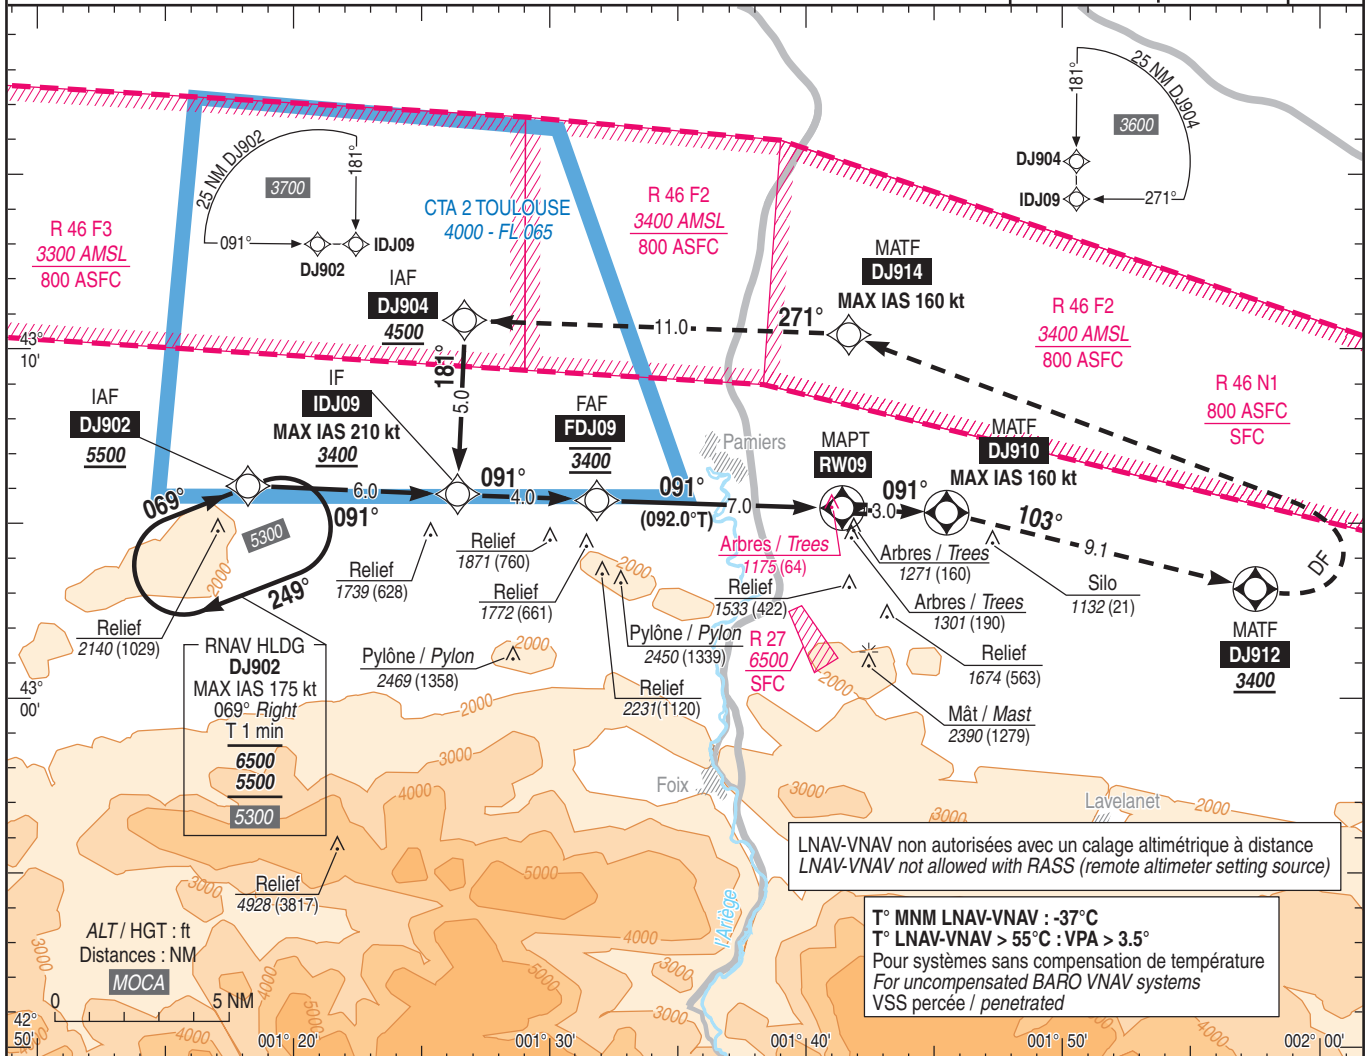 25 NM DJ902
181°
3700
091°
IDJ09
DJ902
25 NM DJ904
181°
3600
DJ904
IDJ09
271°
R 46 F3
3300 AMSL
800 ASFC
CTA 2 TOULOUSE
4000 - FL 065
R 46 F2
3400 AMSL
800 ASFC
IAF
DJ904
4500
MATF
DJ914
MAX IAS 160 kt
271°
11.0
R 46 F2
3400 AMSL
800 ASFC
R 46 N1
800 ASFC
SFC
43°
10'
181°
5.0
IAF
DJ902
5500
IF
IDJ09
MAX IAS 210 kt
3400
FAF
FDJ09
3400
Pamiers
MAPT
RW09
MATF
DJ910
MAX IAS 160 kt
069°
6.0
091°
091°
4.0
091°
(092.0°T)
7.0
091°
3.0
103°
9.1
DF
5300
249°
2000
2000
Relief
2140 (1029)
Relief
1739 (628)
Relief
1871 (760)
Relief
1772 (661)
Arbres / Trees
1175 (64)
Arbres / Trees
1271 (160)
Relief
1533 (422)
Arbres / Trees
1301 (190)
Silo
1132 (21)
Pylône / Pylon
2469 (1358)
2000
Pylône / Pylon
2450 (1339)
Relief
2231(1120)
R 27
6500
SFC
2000
Relief
1674 (563)
Mât / Mast
2390 (1279)
MATF
DJ912
3400
RNAV HLDG
DJ902
MAX IAS 175 kt
069° Right
T 1 min
6500
5500
5300
43°
00'
2000
3000
4000
Foix
3000
3000
Lavelanet
2000
Relief
4928 (3817)
3000
5000
4000
3000
5000
3000
l'Ariège
3000
4000
5000
4000
3000
4000
LNAV-VNAV non autorisées avec un calage altimétrique à distance
LNAV-VNAV not allowed with RASS (remote altimeter setting source)
T° MNM LNAV-VNAV : -37°C
T° LNAV-VNAV > 55°C : VPA > 3.5°
Pour systèmes sans compensation de température
For uncompensated BARO VNAV systems
VSS percée / penetrated
ALT / HGT : ft
Distances : NM
MOCA
0
5 NM
42°
50'
001° 20'
001° 30'
001° 40'
001° 50'
002° 00'